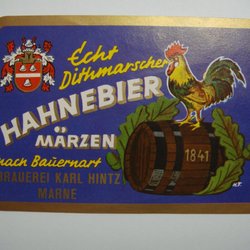 Echt
Dithmarscher
HAHNEBIER
MÄRZEN
nach Bauernart
BRAUEREI KARL HINTZ
MARNE
1841